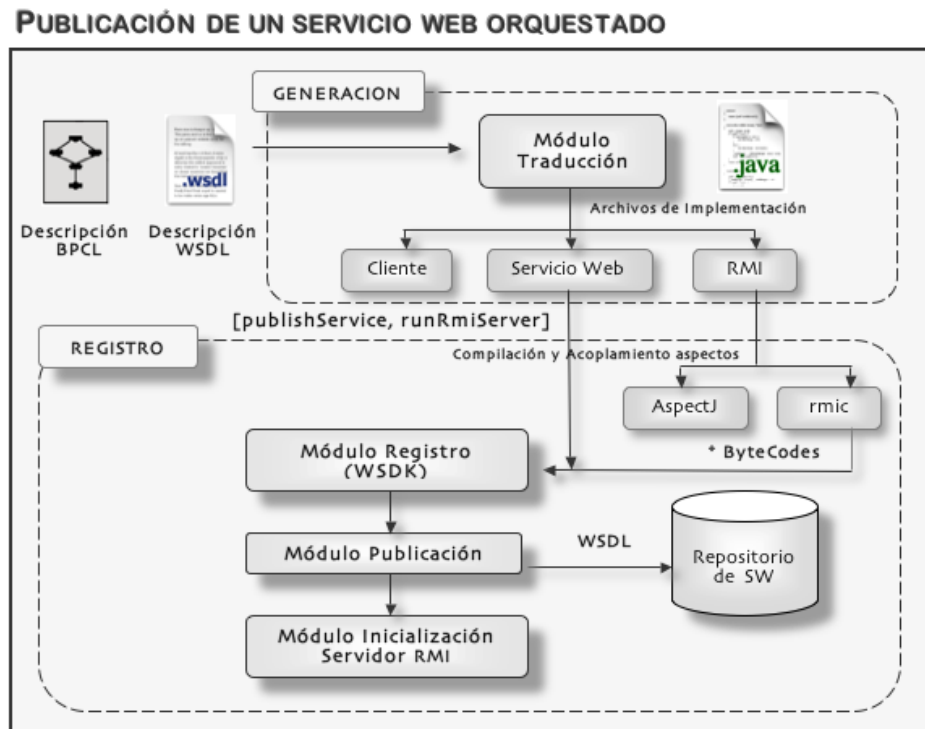 PUBLICACIÓN DE UN SERVICIO WEB ORQUESTADO
GENERACION
Módulo
Traducción
.wsdl
.java
Descripción
BPCL
Descripción
WSDL
Archivos de Implementación
Cliente
Servicio Web
RMI
[publishService, runRmiServer]
REGISTRO
Compilación y Acoplamiento aspectos
AspectJ
rmic
* ByteCodes
Módulo Registro
(WSDK)
Módulo Publicación
WSDL
Repositorio
de SW
Módulo Inicialización
Servidor RMI